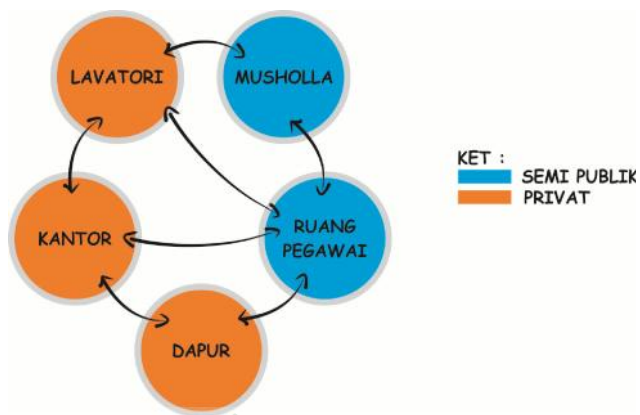 LAVATORI
MUSHOLLA
KET :
SEMI PUBLIK
PRIVAT
KANTOR
RUANG
PEGAWAI
DAPUR